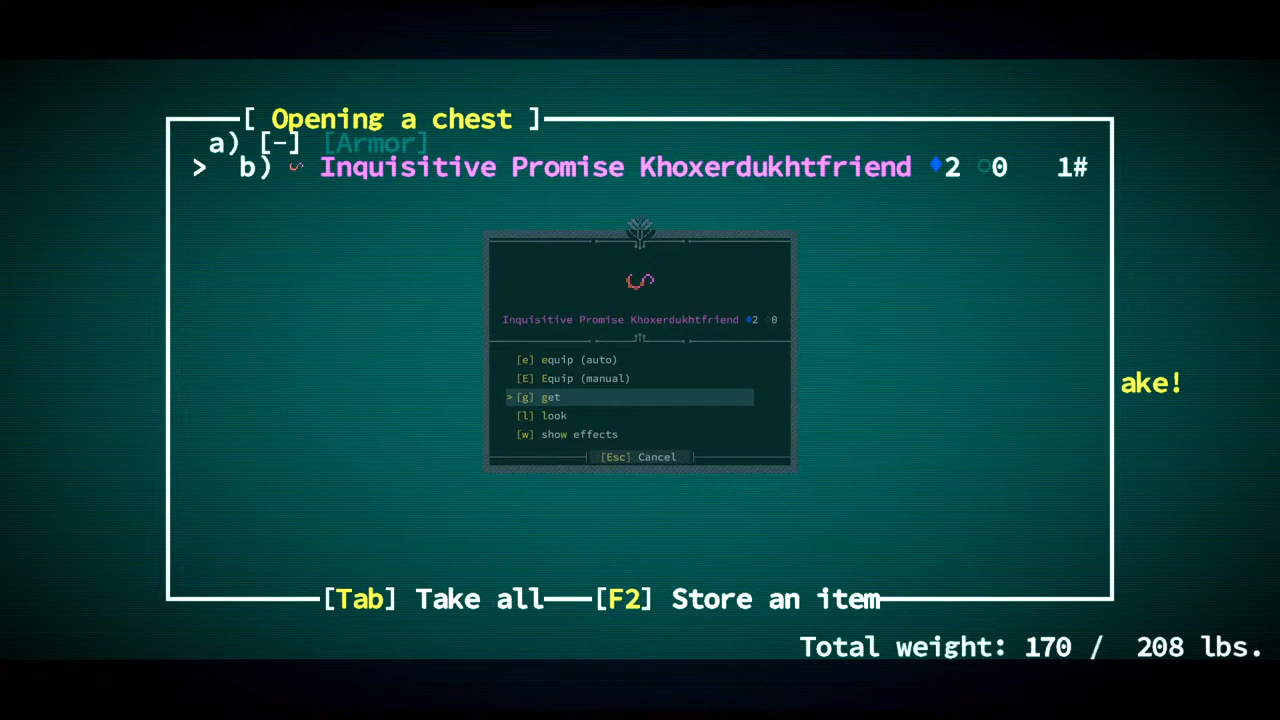 [ Opening a chest ]
a) [-] [Armor]
> b) Inquisitive Promise Khoxerdukhtfriend ♦2 ○0 1#
Inquisitive Promise Khoxerdukhtfriend ♦2 ○0
[e] equip (auto)
[E] Equip (manual)
> [g] get
ake!
[l] look
[w] show effects
[Esc] Cancel
[Tab] Take all [F2] Store an item
Total weight: 170 / 208 lbs.